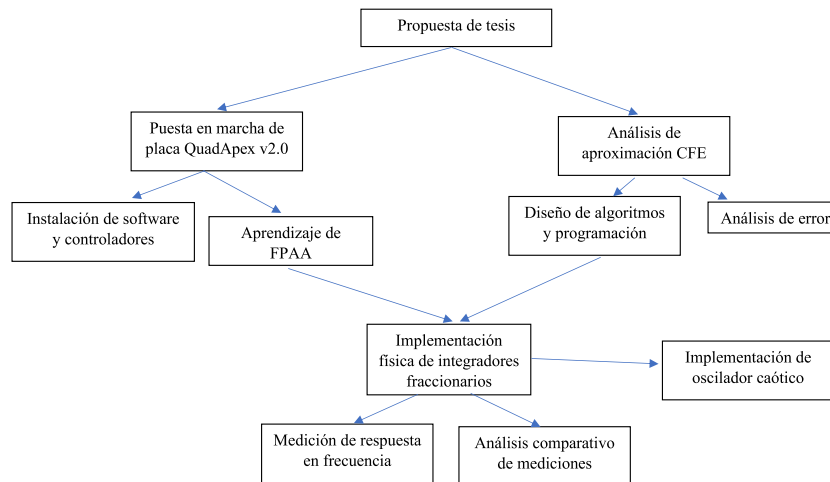 Propuesta de tesis
Puesta en marcha de
placa QuadApex v2.0
Análisis de
aproximación CFE
Instalación de software
y controladores
Aprendizaje de
FPAA
Diseño de algoritmos
y programación
Análisis de error
Implementación
física de integradores
fraccionarios
Implementación de
oscilador caótico
Medición de respuesta
en frecuencia
Análisis comparativo
de mediciones